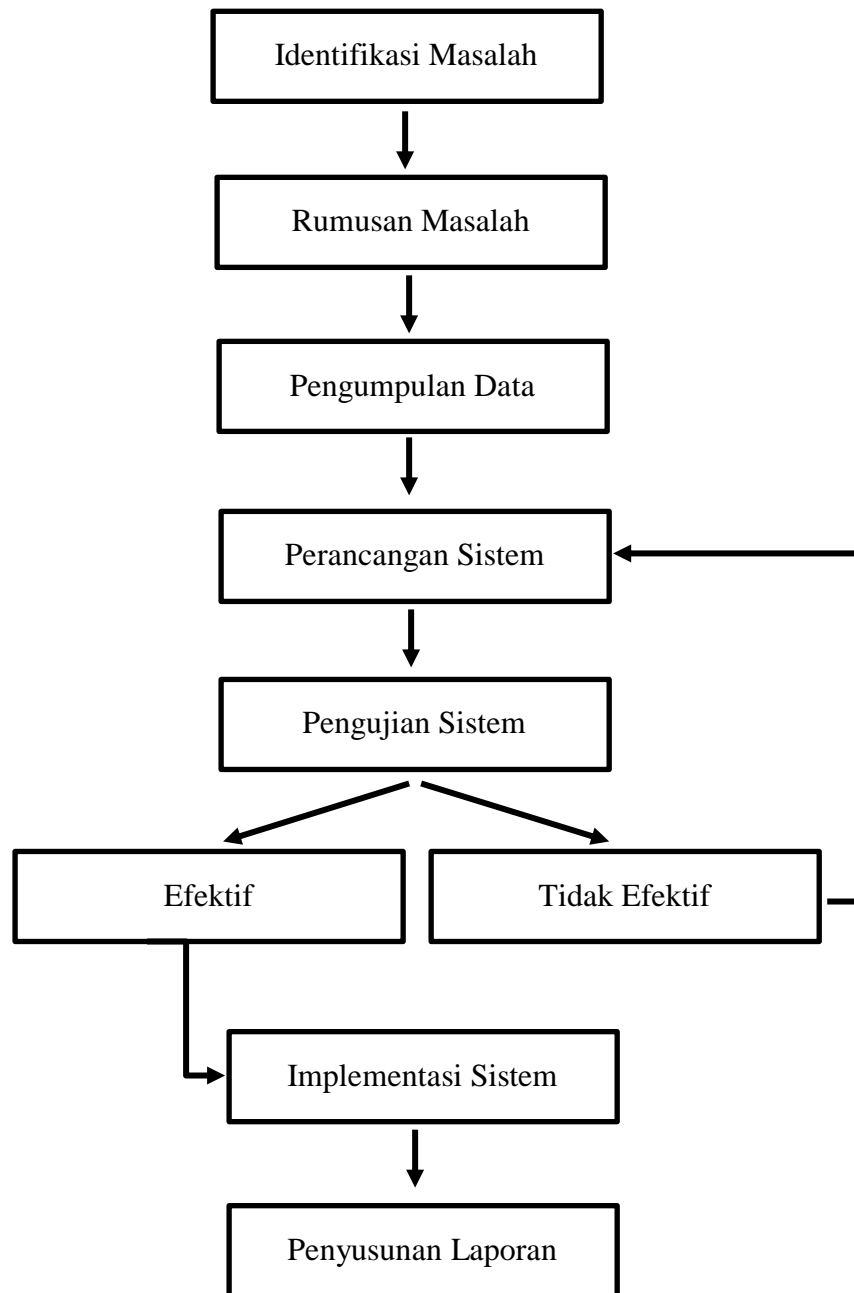 Identifikasi Masalah
Rumusan Masalah
Pengumpulan Data
Perancangan Sistem
Pengujian Sistem
Efektif
Tidak Efektif
Implementasi Sistem
Penyusunan Laporan